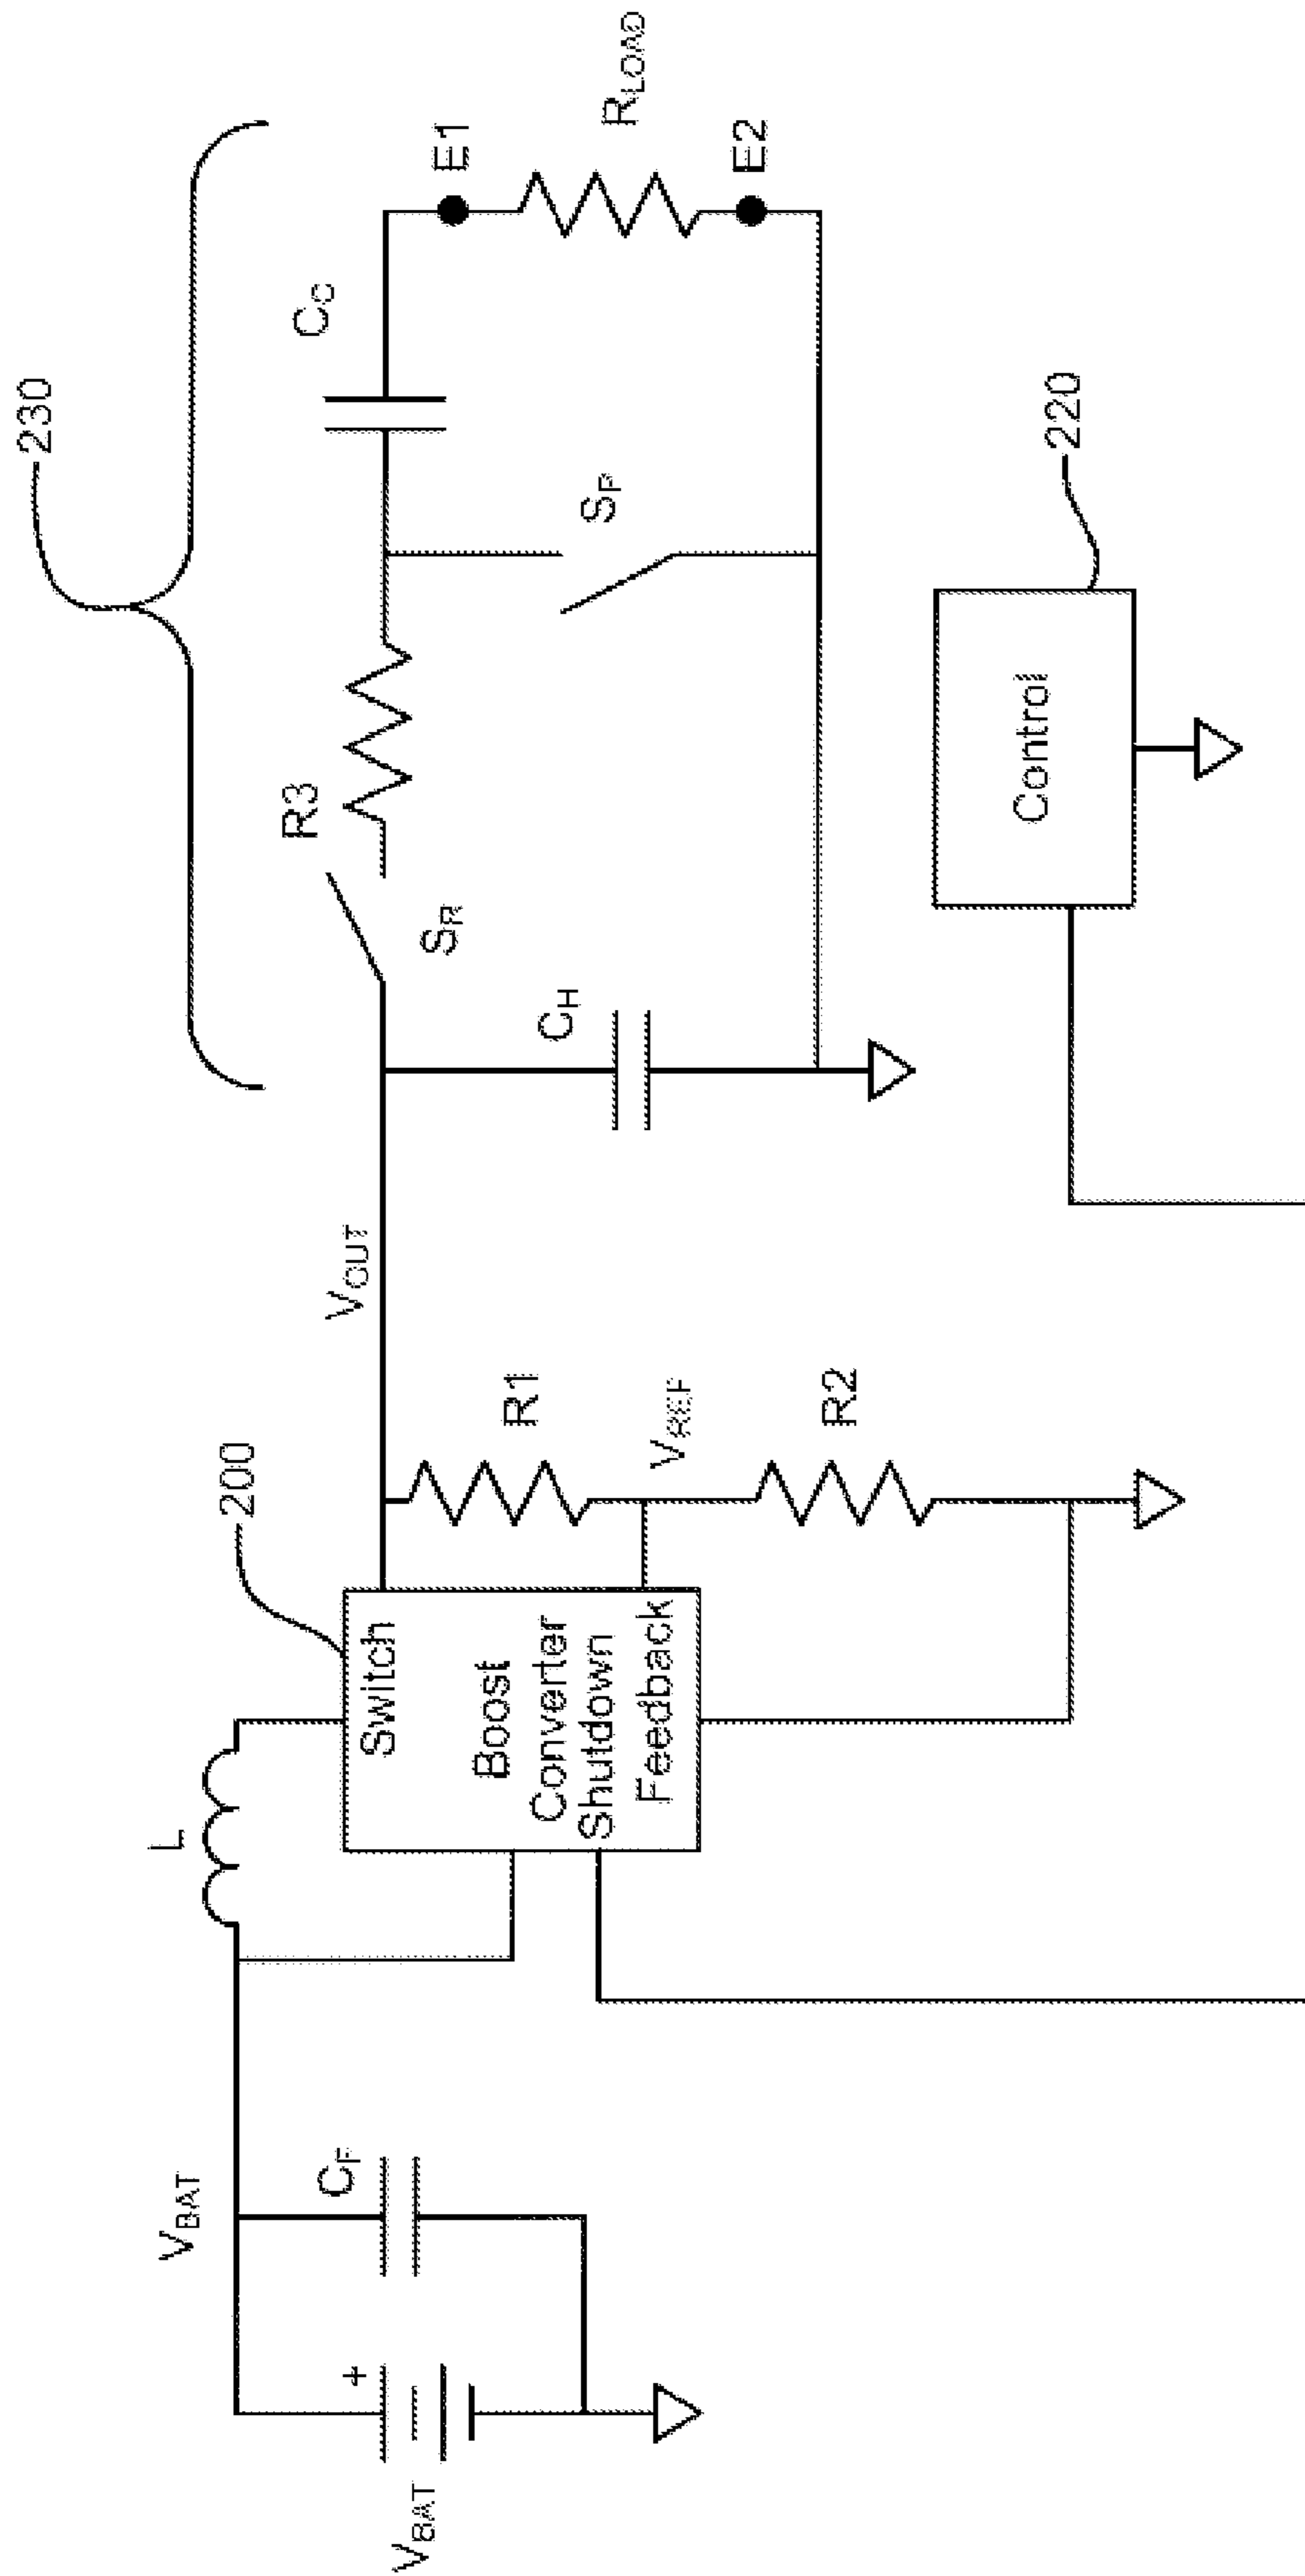 230
E1
R_LOAD
E2
C_C
S_P
R3
S_R
C_H
220
Control
V_OUT
200
R1
V_REF
R2
Switch
Boost
Converter
Shutdown
Feedback
L
V_BAT
C_F
+
V_BAT